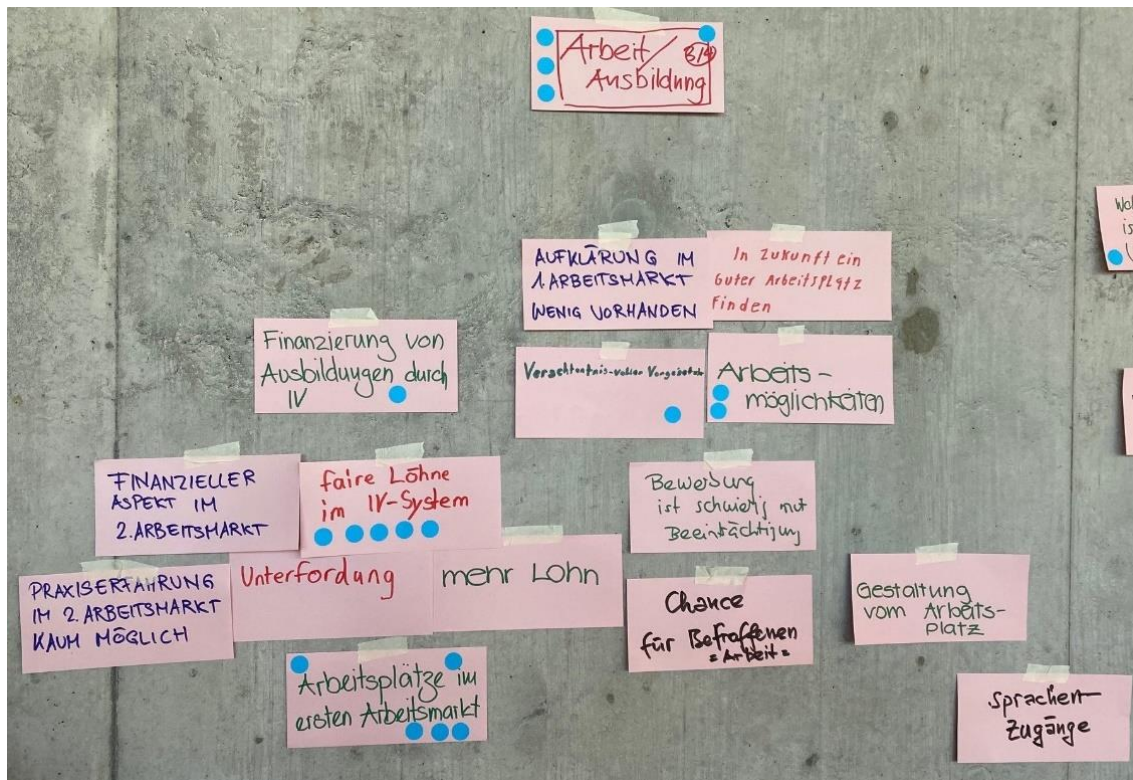 Arbeit/
Ausbildung
AUFKLÄRUNG IM
1. ARBEITSMARKT
WENIG VORHANDEN
In Zukunft ein
Guter Arbeitsplatz
Finden
Finanzierung von
Ausbildungen durch
IV
Arbeits-
möglichkeiten
FINANZIELLER
ASPEKT IM
2. ARBEITSMARKT
faire Löhne
im IV-System
Bewerbung
ist schwierig mit
Beeinträchtigung
PRAXISERFAHRUNG
IM 2. ARBEITSMARKT
KAUM MÖGLICH
Unterfordung
mehr Lohn
Chance
für Betroffenen
= Arbeit =
Gestaltung
vom Arbeits-
Platz
Arbeitsplätze im
ersten Arbeitsmarkt
Sprachen-
Zugänge